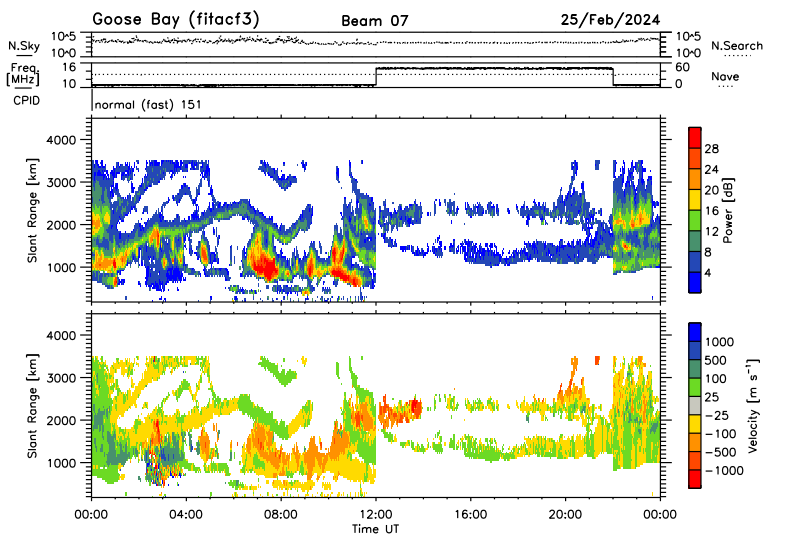 Goose Bay (fitacf3) Beam 07 25/Feb/2024
N.Sky 10^5 10^0 10^5 10^0 N.Search
Freq. [MHz] 16 10 60 0 Nave
CPID normal (fast) 151
Slant Range [km]
4000
3000
2000
1000
28
24
20
16
12
8
4
Power [dB]
Slant Range [km]
4000
3000
2000
1000
1000
500
100
25
-25
-100
-500
-1000
Velocity [m s⁻¹]
00:00 04:00 08:00 12:00 16:00 20:00 00:00
Time UT